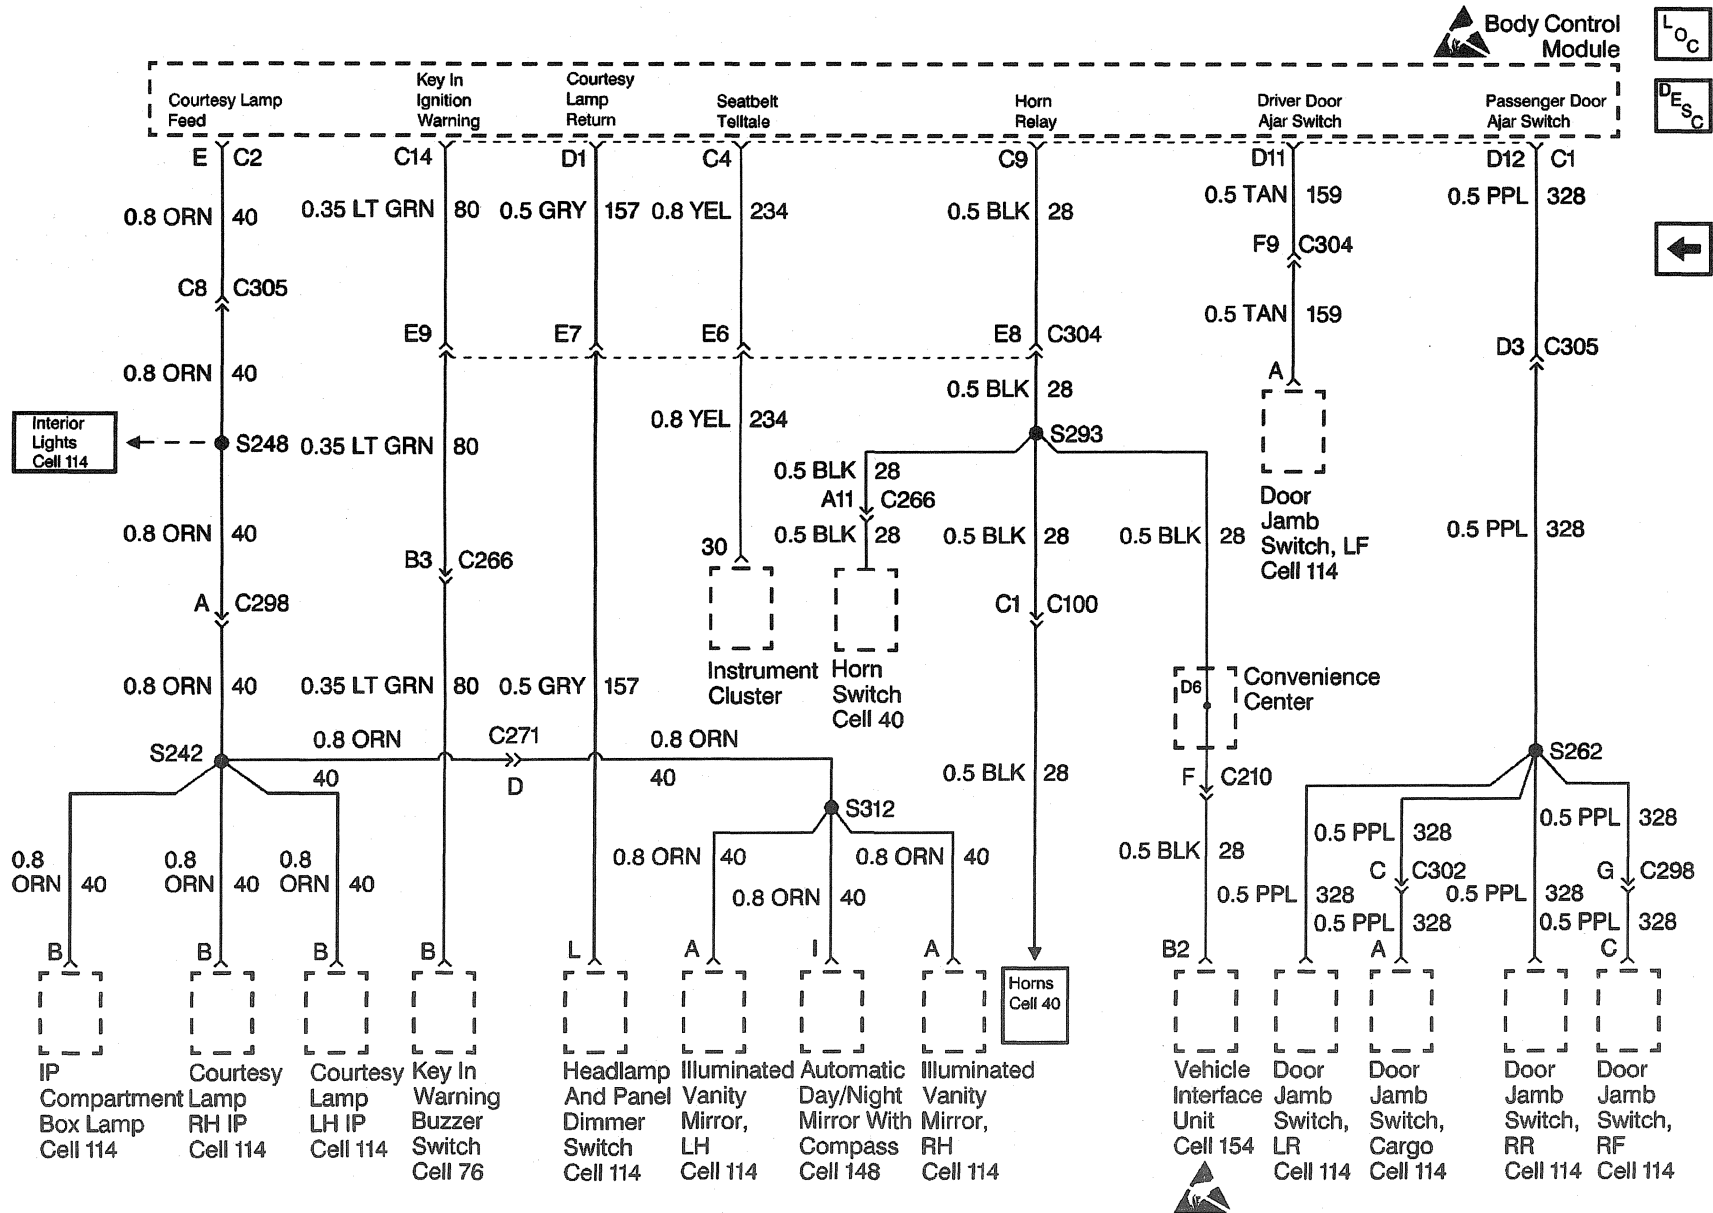 Body Control
Module
L
O
C
D
E
S
C
Courtesy Lamp
Feed
Key In
Ignition
Warning
Courtesy
Lamp
Return
Seatbelt
Telltale
Horn
Relay
Driver Door
Ajar Switch
Passenger Door
Ajar Switch
E C2 C14 D1 C4 C9 D11 D12 C1
0.8 ORN 40 0.35 LT GRN 80 0.5 GRY 157 0.8 YEL 234 0.5 BLK 28 0.5 TAN 159 0.5 PPL 328
F9 C304
C8 C305
0.5 TAN 159
E9 E7 E6 E8 C304
D3 C305
0.8 ORN 40
A
0.5 BLK 28
0.8 YEL 234
Interior
Lights
Cell 114
S248
0.35 LT GRN 80
S293
0.5 BLK 28
A11 C266
0.5 BLK 28
Door
Jamb
Switch, LF
Cell 114
0.8 ORN 40
0.5 BLK 28
0.5 BLK 28
0.5 PPL 328
30
B3 C266
A C298
C1 C100
Instrument
Cluster
Horn
Switch
Cell 40
D6
Convenience
Center
0.8 ORN 40 0.35 LT GRN 80 0.5 GRY 157
S242
0.8 ORN
40
C271
D
0.8 ORN
40
0.5 BLK 28
F C210
S262
S312
0.5 PPL 328
0.5 PPL 328
0.8
ORN 40
0.8
ORN 40
0.8
ORN 40
0.8 ORN 40
0.8 ORN 40
0.8 ORN 40
0.5 BLK 28
C C302
G C298
0.5 PPL 328
0.5 PPL 328
0.5 PPL 328
0.5 PPL 328
B B B B L A I A B2 A C
Horns
Cell 40
IP
Compartment
Box Lamp
Cell 114
Courtesy
Lamp
RH IP
Cell 114
Courtesy
Lamp
LH IP
Cell 114
Key In
Warning
Buzzer
Switch
Cell 76
Headlamp
And Panel
Dimmer
Switch
Cell 114
Illuminated
Vanity
Mirror,
LH
Cell 114
Automatic
Day/Night
Mirror With
Compass
Cell 148
Illuminated
Vanity
Mirror,
RH
Cell 114
Vehicle
Interface
Unit
Cell 154
Door
Jamb
Switch,
LR
Cell 114
Door
Jamb
Switch,
Cargo
Cell 114
Door
Jamb
Switch,
RR
Cell 114
Door
Jamb
Switch,
RF
Cell 114